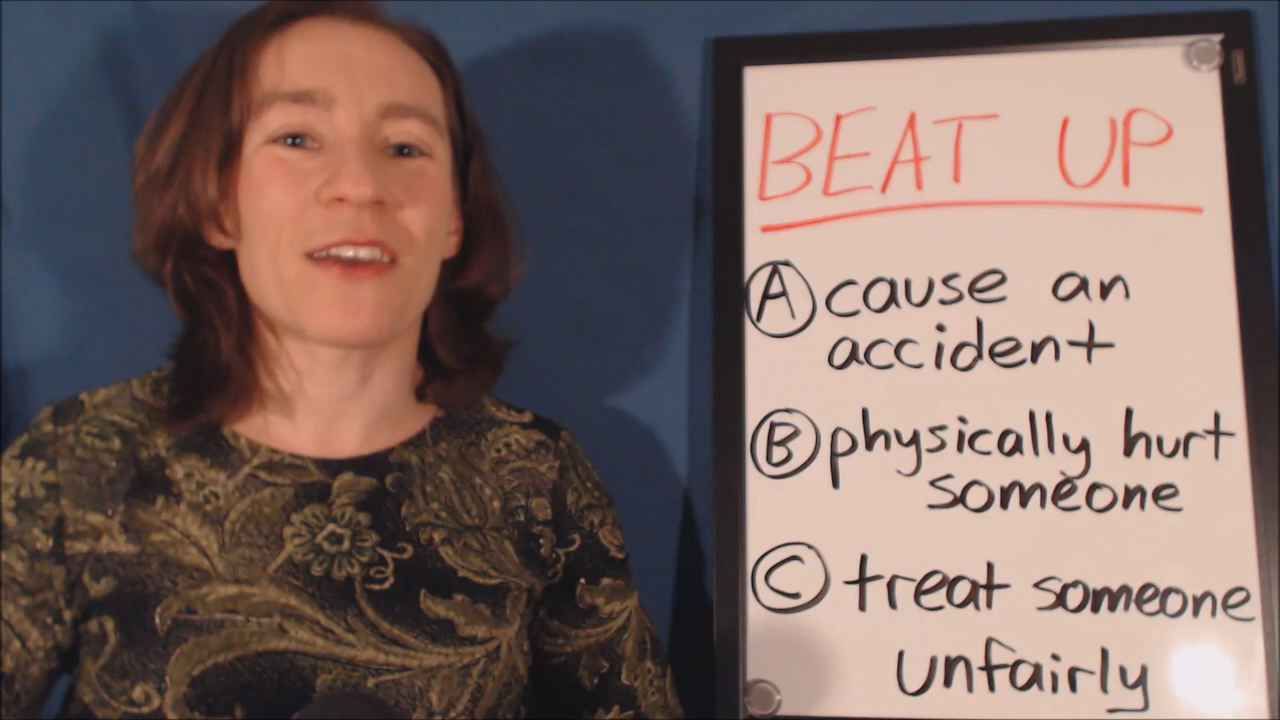 BEAT UP
A cause an
accident
B physically hurt
someone
C treat someone
unfairly